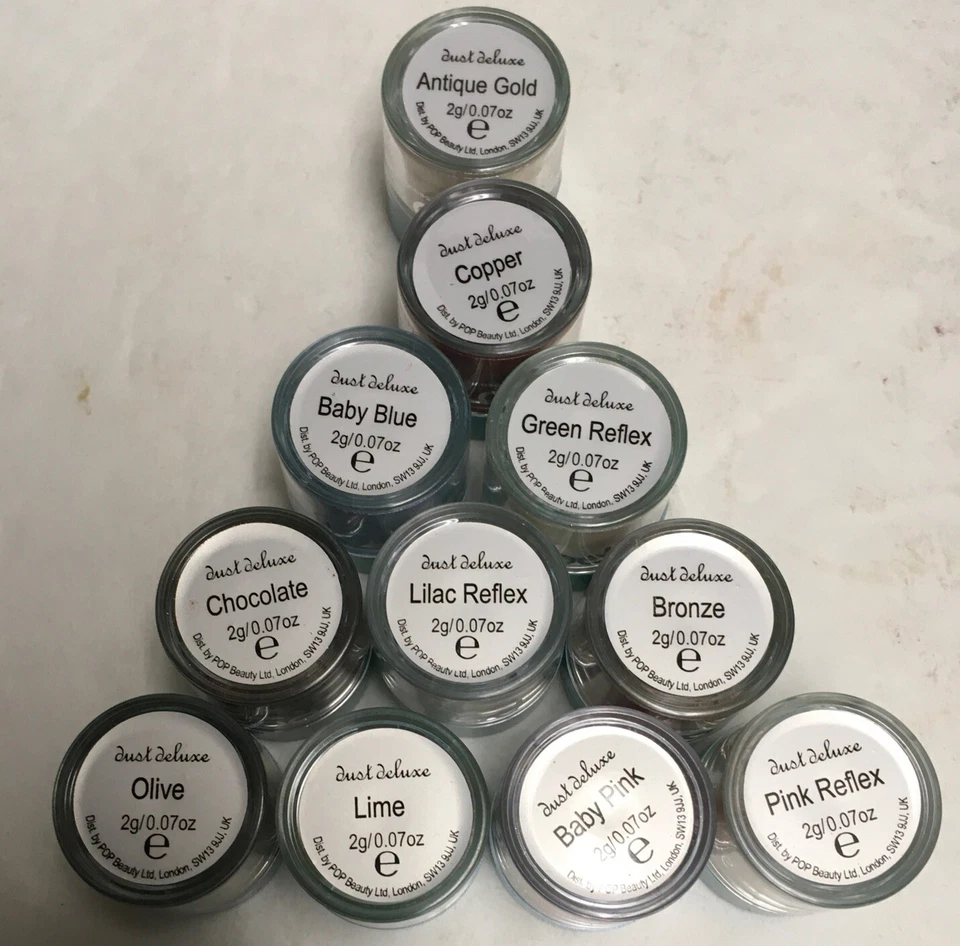 dust deluxe
Antique Gold
2g/0.07oz
e
Dist. by POP Beauty Ltd, London, SW13 9JJ, UK
dust deluxe
Copper
2g/0.07oz
e
Dist. by POP Beauty Ltd, London, SW13 9JJ, UK
dust deluxe
Baby Blue
2g/0.07oz
e
Dist. by POP Beauty Ltd, London, SW13 9JJ, UK
dust deluxe
Green Reflex
2g/0.07oz
e
Dist. by POP Beauty Ltd, London, SW13 9JJ, UK
dust deluxe
Chocolate
2g/0.07oz
e
Dist. by POP Beauty Ltd, London, SW13 9JJ, UK
dust deluxe
Lilac Reflex
2g/0.07oz
e
Dist. by POP Beauty Ltd, London, SW13 9JJ, UK
dust deluxe
Bronze
2g/0.07oz
e
Dist. by POP Beauty Ltd, London, SW13 9JJ, UK
dust deluxe
Olive
2g/0.07oz
e
Dist. by POP Beauty Ltd, London, SW13 9JJ, UK
dust deluxe
Lime
2g/0.07oz
e
Dist. by POP Beauty Ltd, London, SW13 9JJ, UK
dust deluxe
Baby Pink
2g/0.07oz
e
Dist. by POP Beauty Ltd, London, SW13 9JJ, UK
dust deluxe
Pink Reflex
2g/0.07oz
e
Dist. by POP Beauty Ltd, London, SW13 9JJ, UK